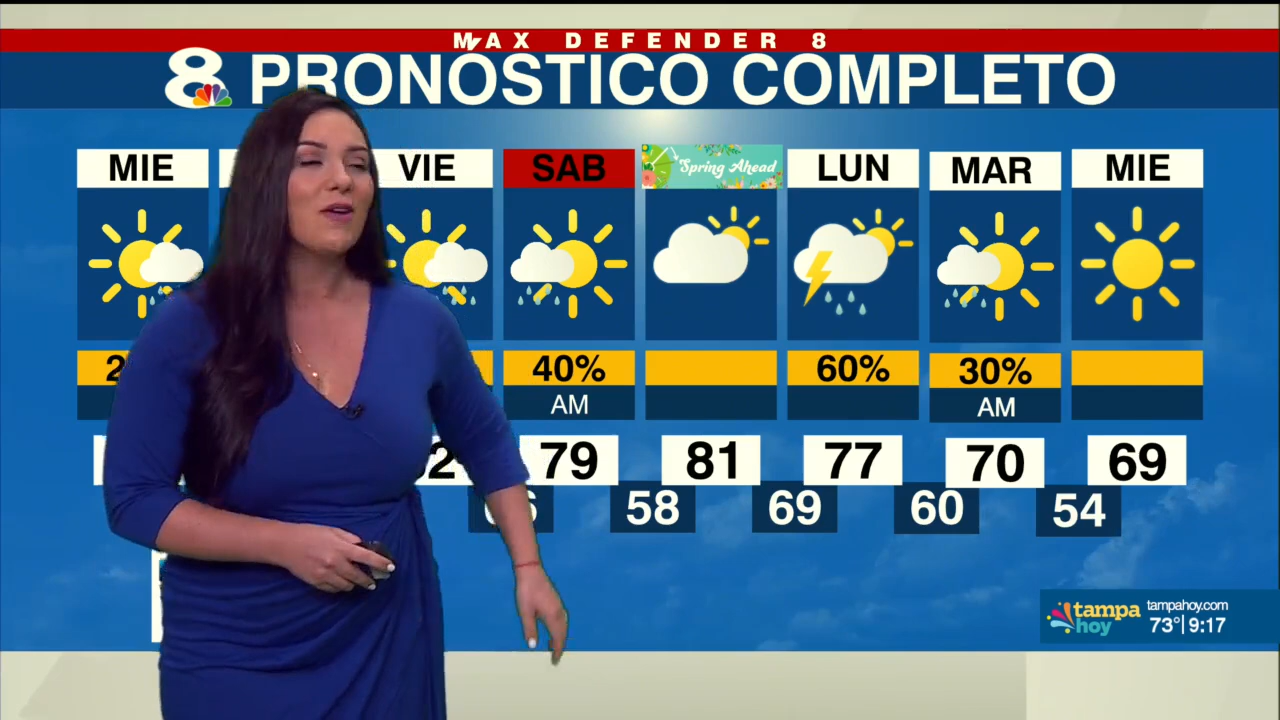 MAX DEFENDER 8
8 PRONÓSTICO COMPLETO
MIE VIE SAB Spring Ahead LUN MAR MIE
40% 60% 30%
AM AM
79 81 77 70 69
58 69 60 54
tampa hoy
tampahoy.com
73° 9:17